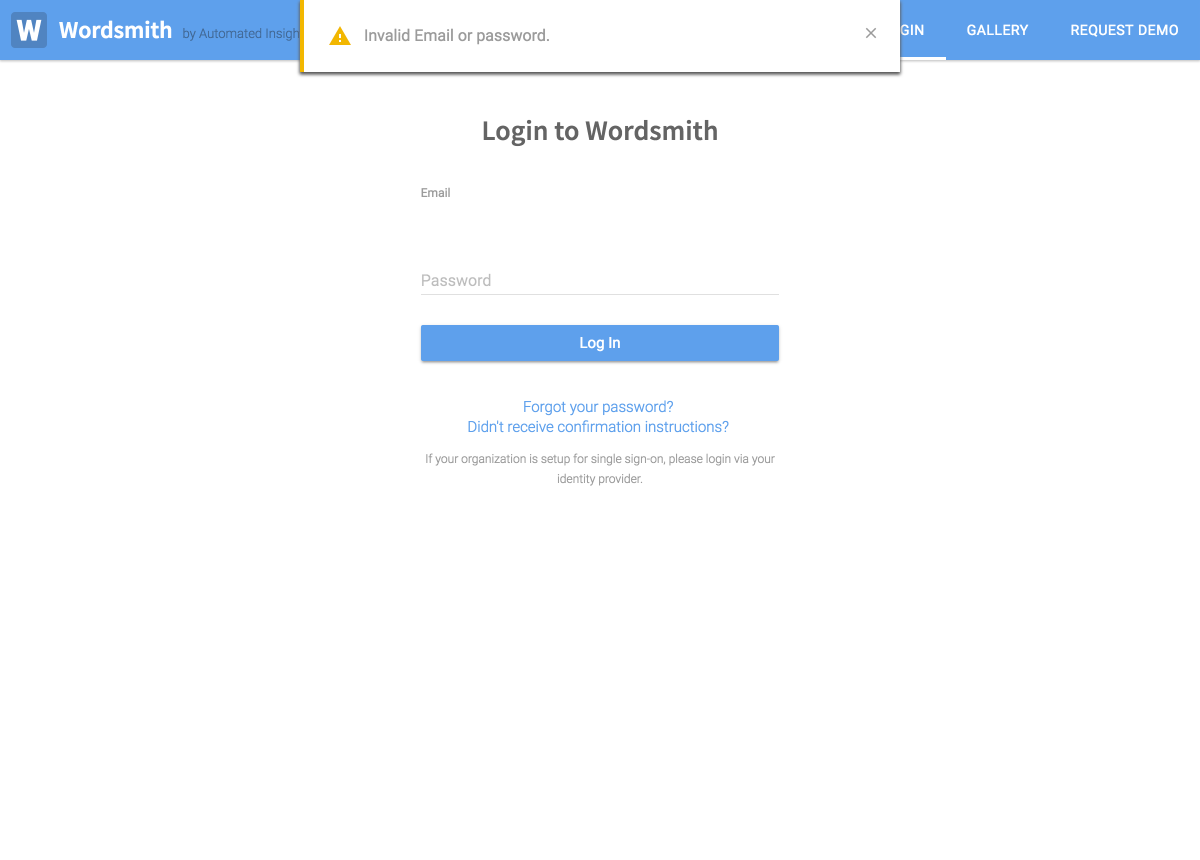 W Wordsmith by Automated
Invalid Email or password.
GALLERY
REQUEST DEMO
Login to Wordsmith
Email
Password
Log In
Forgot your password?
Didn't receive confirmation instructions?
If your organization is setup for single sign-on, please login via your
identity provider.